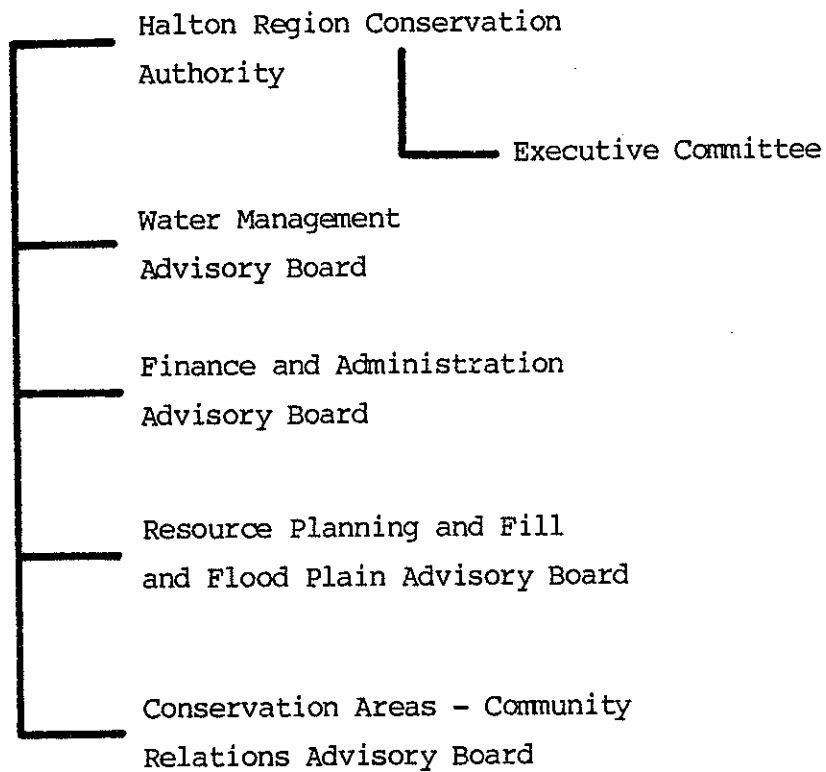 Halton Region Conservation
Authority
Executive Committee
Water Management
Advisory Board
Finance and Administration
Advisory Board
Resource Planning and Fill
and Flood Plain Advisory Board
Conservation Areas - Community
Relations Advisory Board